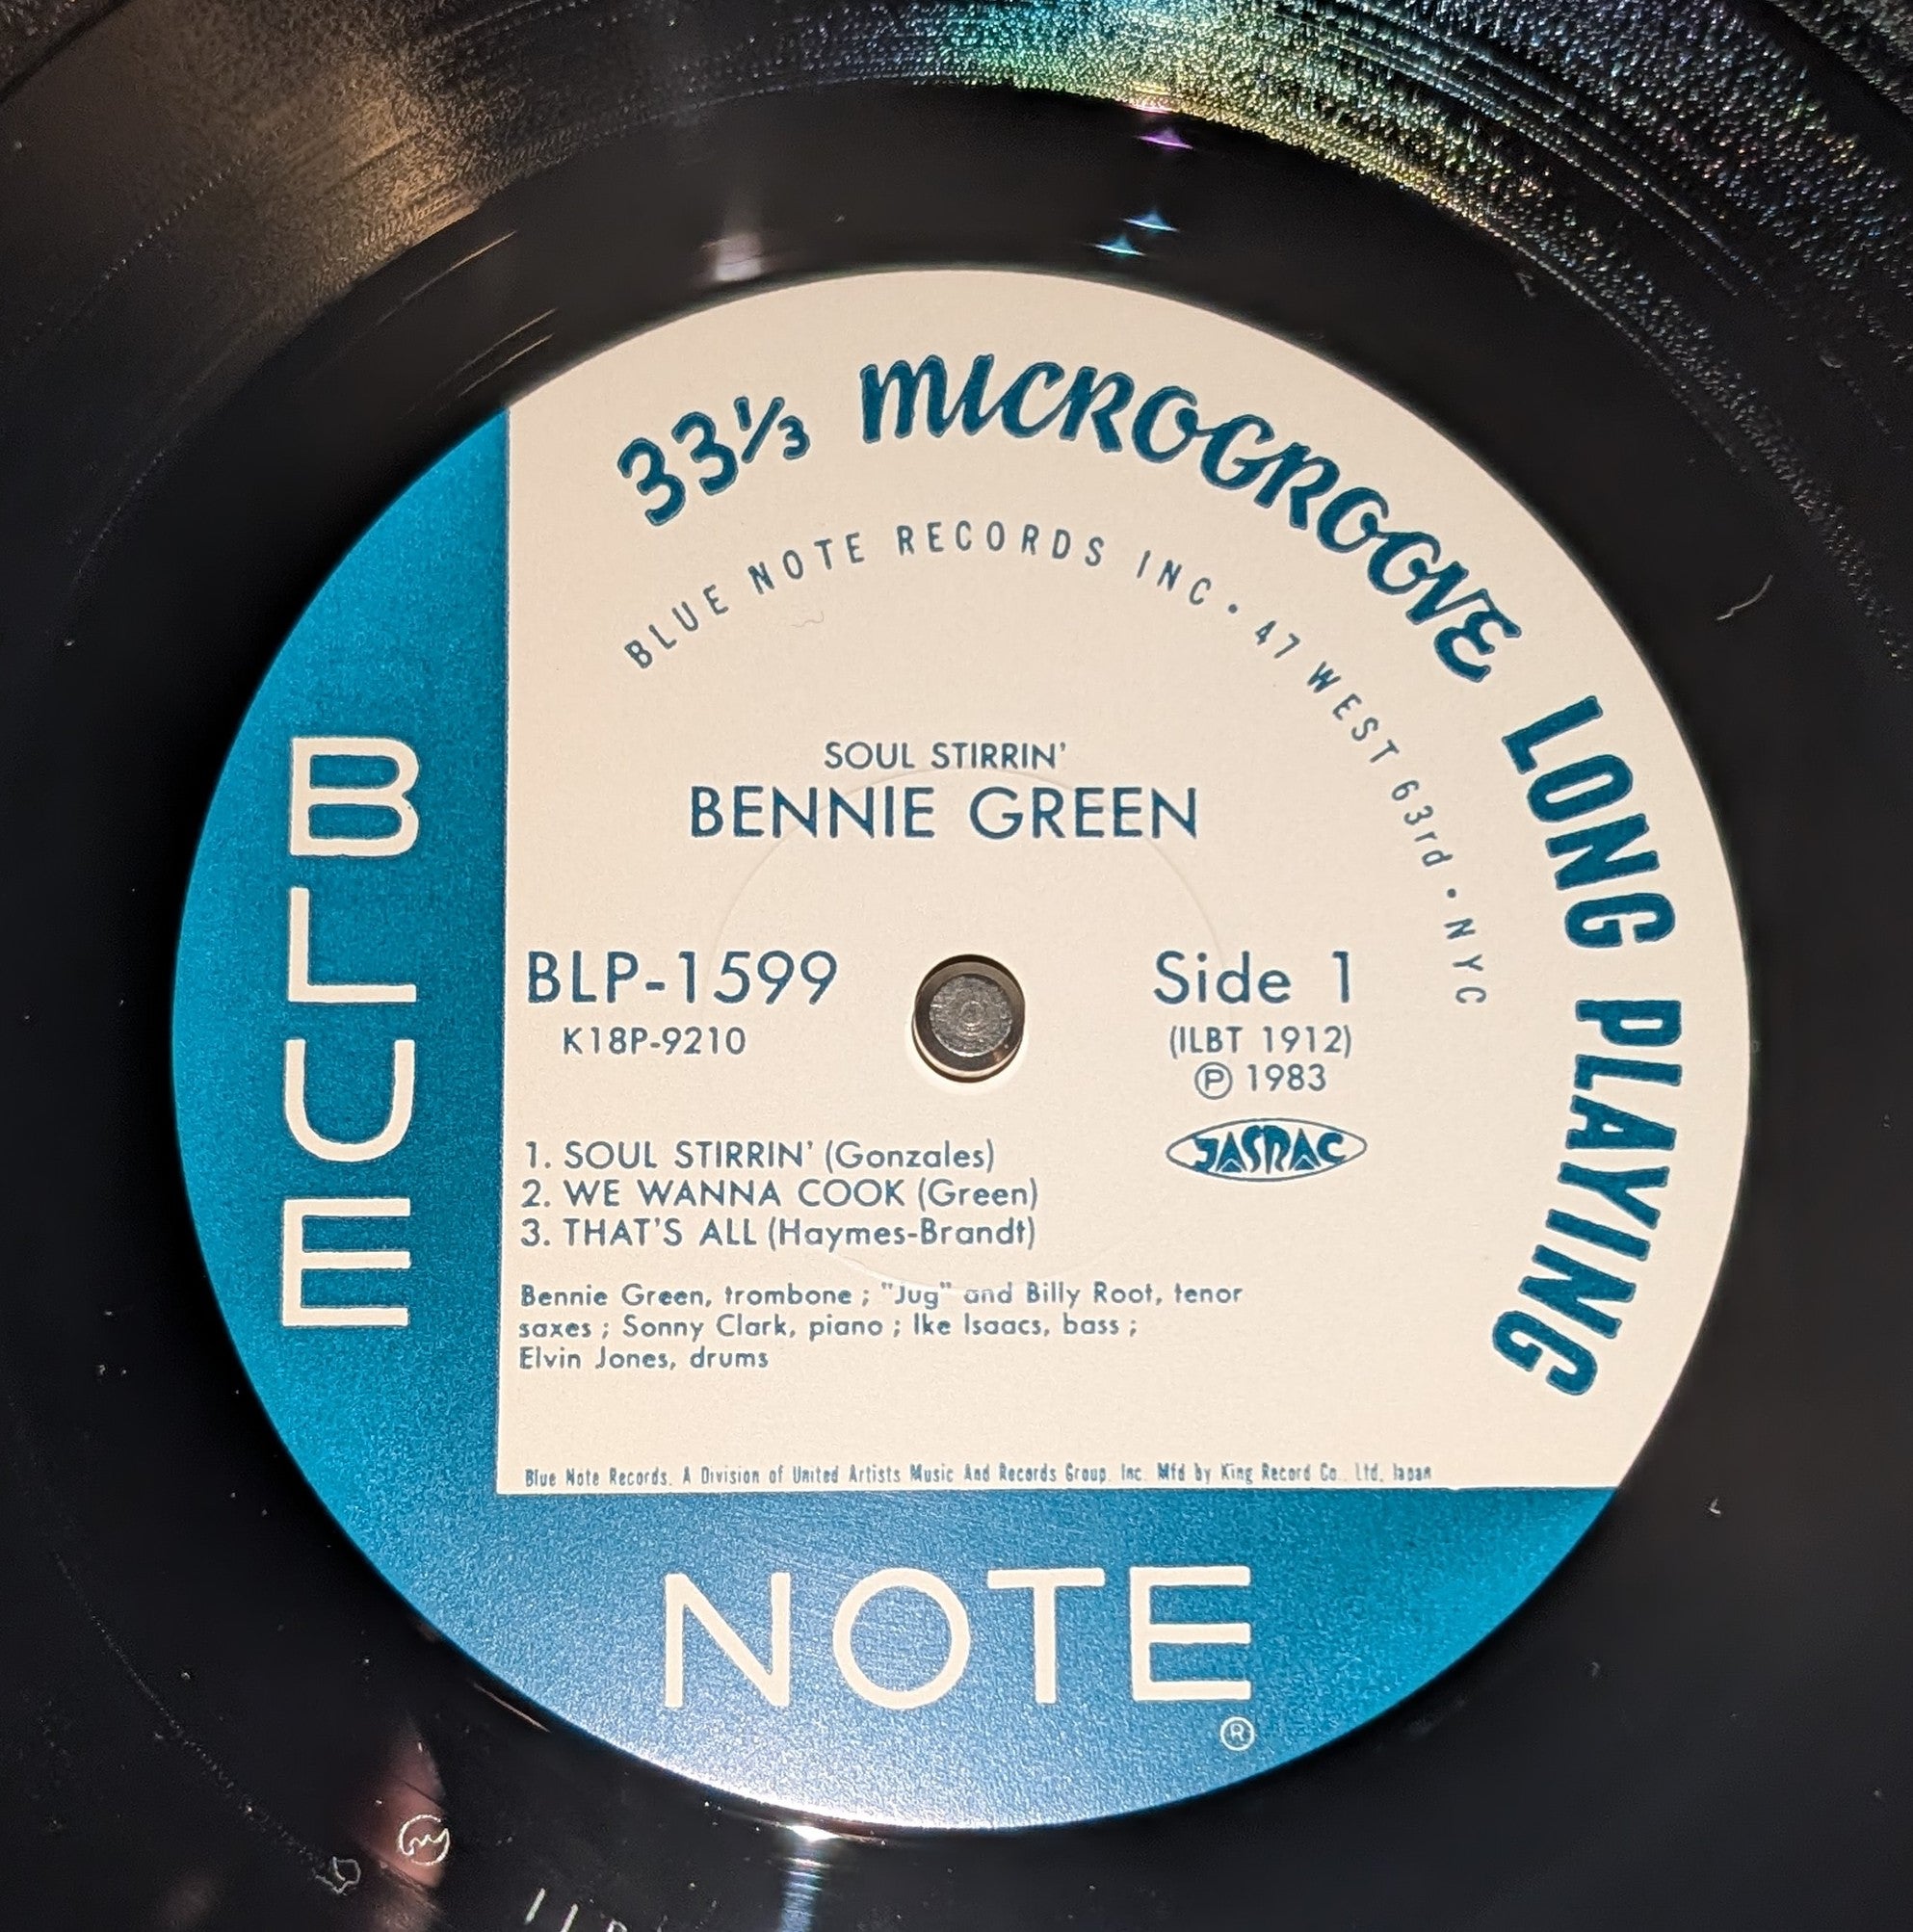 33⅓ MICROGROOVE LONG PLAYING
BLUE NOTE RECORDS INC • 47 WEST 63rd • NYC
SOUL STIRRIN'
BENNIE GREEN
BLP-1599
K18P-9210
Side 1
(ILBT 1912)
Ⓟ 1983
JASRAC
1. SOUL STIRRIN' (Gonzales)
2. WE WANNA COOK (Green)
3. THAT'S ALL (Haymes-Brandt)
Bennie Green, trombone ; "Jug" and Billy Root, tenor
saxes ; Sonny Clark, piano ; Ike Isaacs, bass ;
Elvin Jones, drums
Blue Note Records. A Division of United Artists Music And Records Group. Inc. Mfd by King Record Co., Ltd, Japan
BLUE
NOTE
®